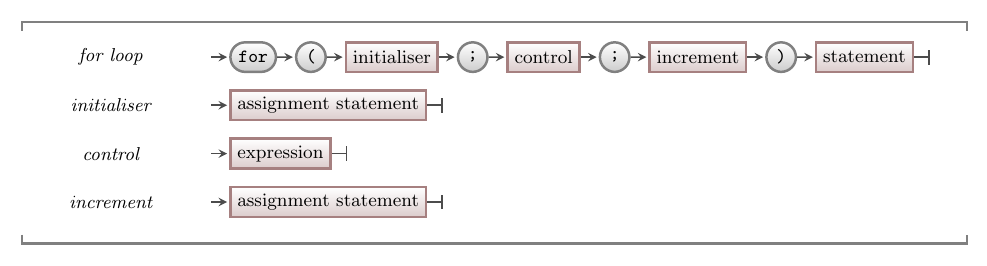 for loop for ( initialiser ; control ; increment ) statement
initialiser assignment statement
control expression
increment assignment statement